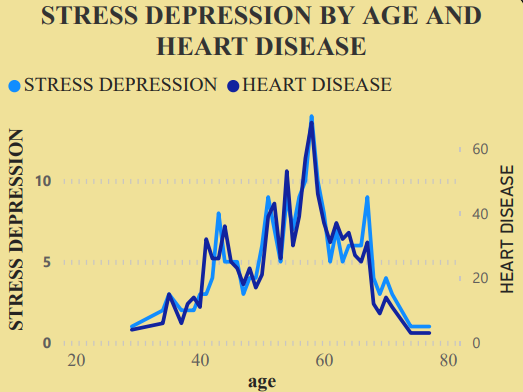 STRESS DEPRESSION BY AGE AND
HEART DISEASE
STRESS DEPRESSION HEART DISEASE
STRESS DEPRESSION
10
5
0
60
40
20
0
HEART DISEASE
20 40 60 80
age